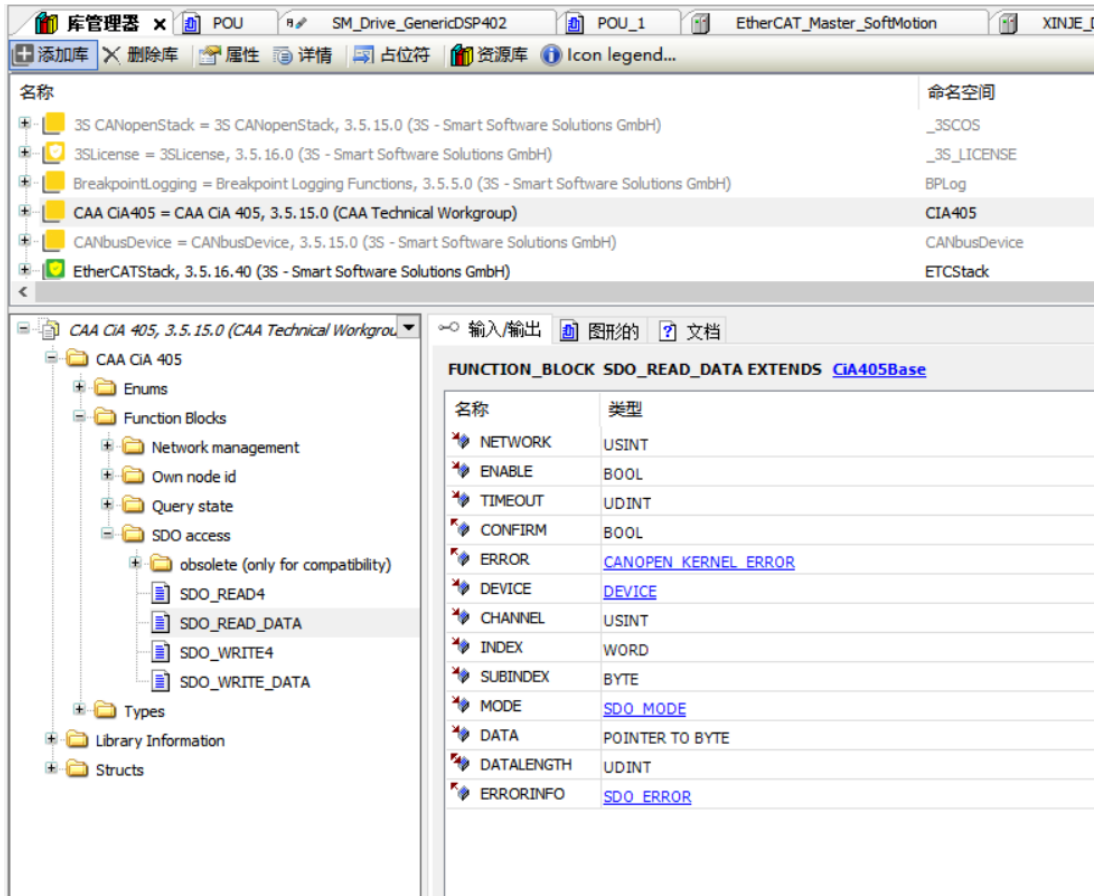 库管理器 POU SM_Drive_GenericDSP402 POU_1 EtherCAT_Master_SoftMotion XINJE_
添加库 删除库 属性 详情 占位符 资源库 Icon legend...
名称 命名空间
3S CANopenStack = 3S CANopenStack, 3.5.15.0 (3S - Smart Software Solutions GmbH) _3SCOS
3SLicense = 3SLicense, 3.5.16.0 (3S - Smart Software Solutions GmbH) _3S_LICENSE
BreakpointLogging = Breakpoint Logging Functions, 3.5.5.0 (3S - Smart Software Solutions GmbH) BPLog
CAA CiA405 = CAA CiA 405, 3.5.15.0 (CAA Technical Workgroup) CIA405
CANbusDevice = CANbusDevice, 3.5.15.0 (3S - Smart Software Solutions GmbH) CANbusDevice
EtherCATStack, 3.5.16.40 (3S - Smart Software Solutions GmbH) ETCStack
CAA CiA 405, 3.5.15.0 (CAA Technical Workgrou
CAA CiA 405
Enums
Function Blocks
Network management
Own node id
Query state
SDO access
obsolete (only for compatibility)
SDO_READ4
SDO_READ_DATA
SDO_WRITE4
SDO_WRITE_DATA
Types
Library Information
Structs
输入/输出 图形的 文档
FUNCTION_BLOCK SDO_READ_DATA EXTENDS CiA405Base
名称 类型
NETWORK USINT
ENABLE BOOL
TIMEOUT UDINT
CONFIRM BOOL
ERROR CANOPEN_KERNEL_ERROR
DEVICE DEVICE
CHANNEL USINT
INDEX WORD
SUBINDEX BYTE
MODE SDO_MODE
DATA POINTER TO BYTE
DATALENGTH UDINT
ERRORINFO SDO_ERROR